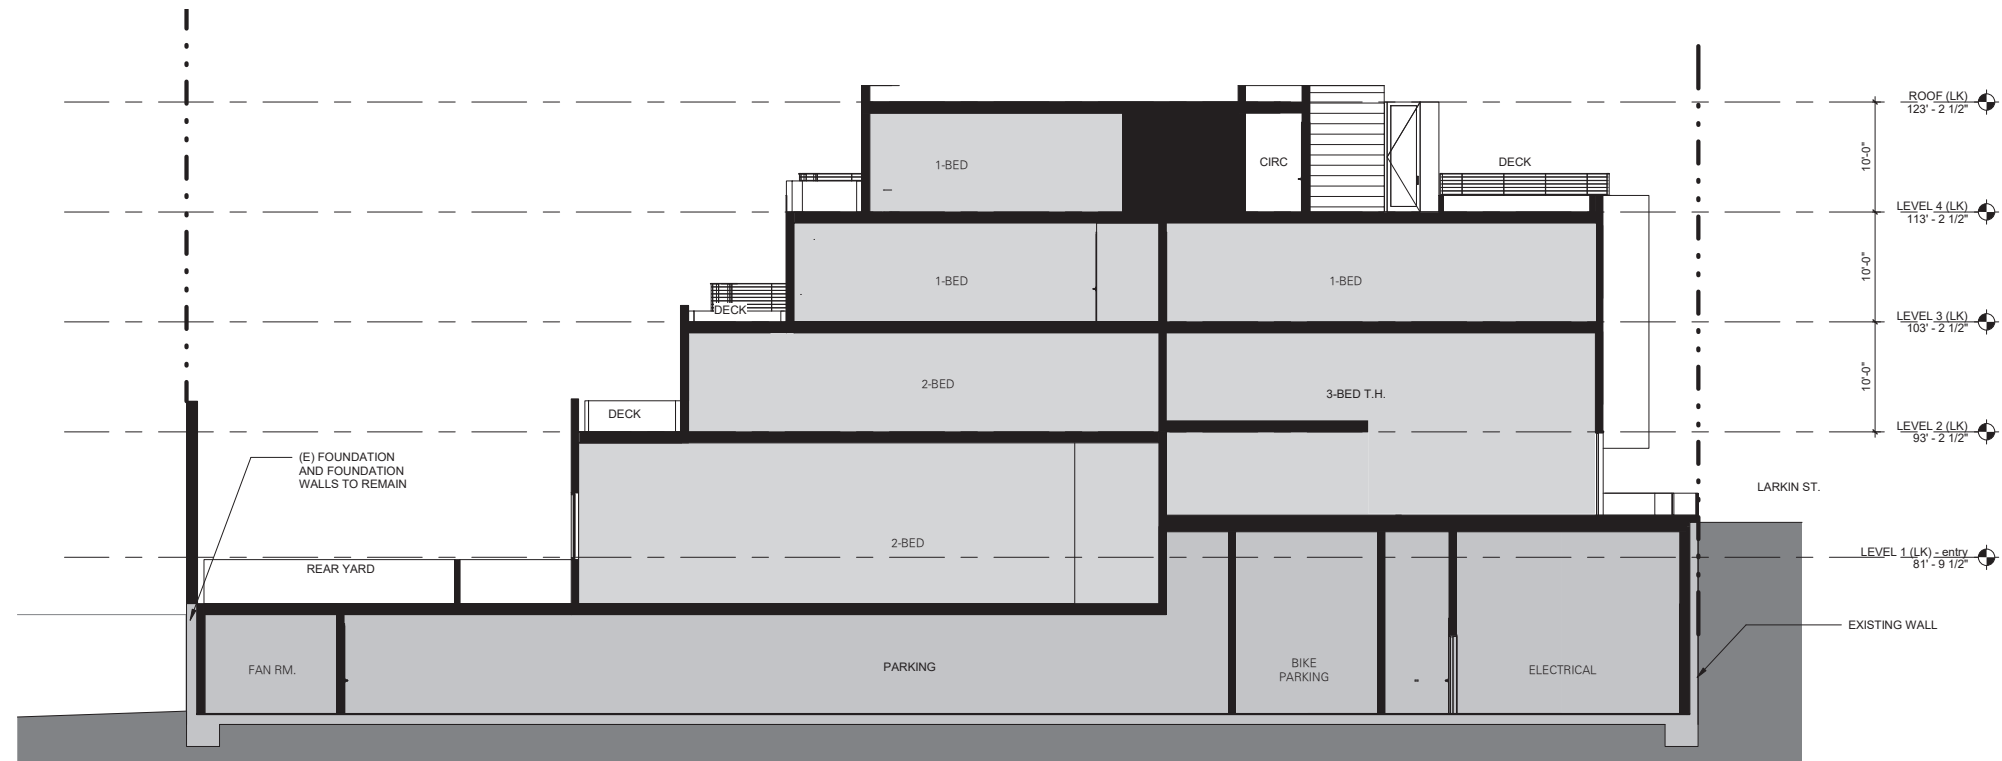 ROOF (LK)
123' - 2 1/2"
10'-0"
1-BED
CIRC
DECK
LEVEL 4 (LK)
113' - 2 1/2"
10'-0"
1-BED
1-BED
DECK
LEVEL 3 (LK)
103' - 2 1/2"
10'-0"
2-BED
3-BED T.H.
DECK
LEVEL 2 (LK)
93' - 2 1/2"
(E) FOUNDATION
AND FOUNDATION
WALLS TO REMAIN
LARKIN ST.
2-BED
LEVEL 1 (LK) - entry
81' - 9 1/2"
REAR YARD
EXISTING WALL
FAN RM.
PARKING
BIKE
PARKING
ELECTRICAL